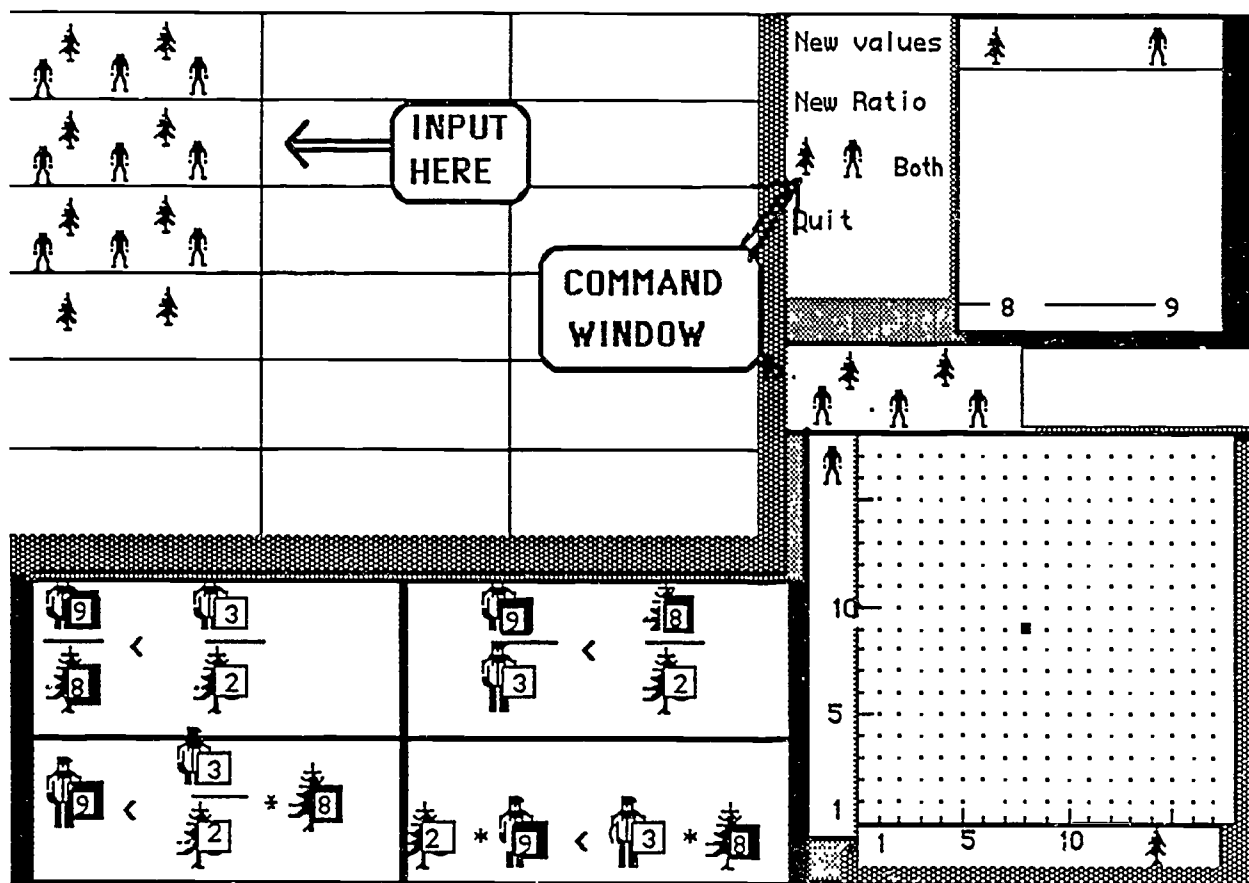 INPUT
HERE
COMMAND
WINDOW
New values
New Ratio
Both
Quit
8 9
9 < 3
8 2
9 < 8
3 2
9 < 3 * 8
2
2 * 9 < 3 * 8
10
5
1
1 5 10